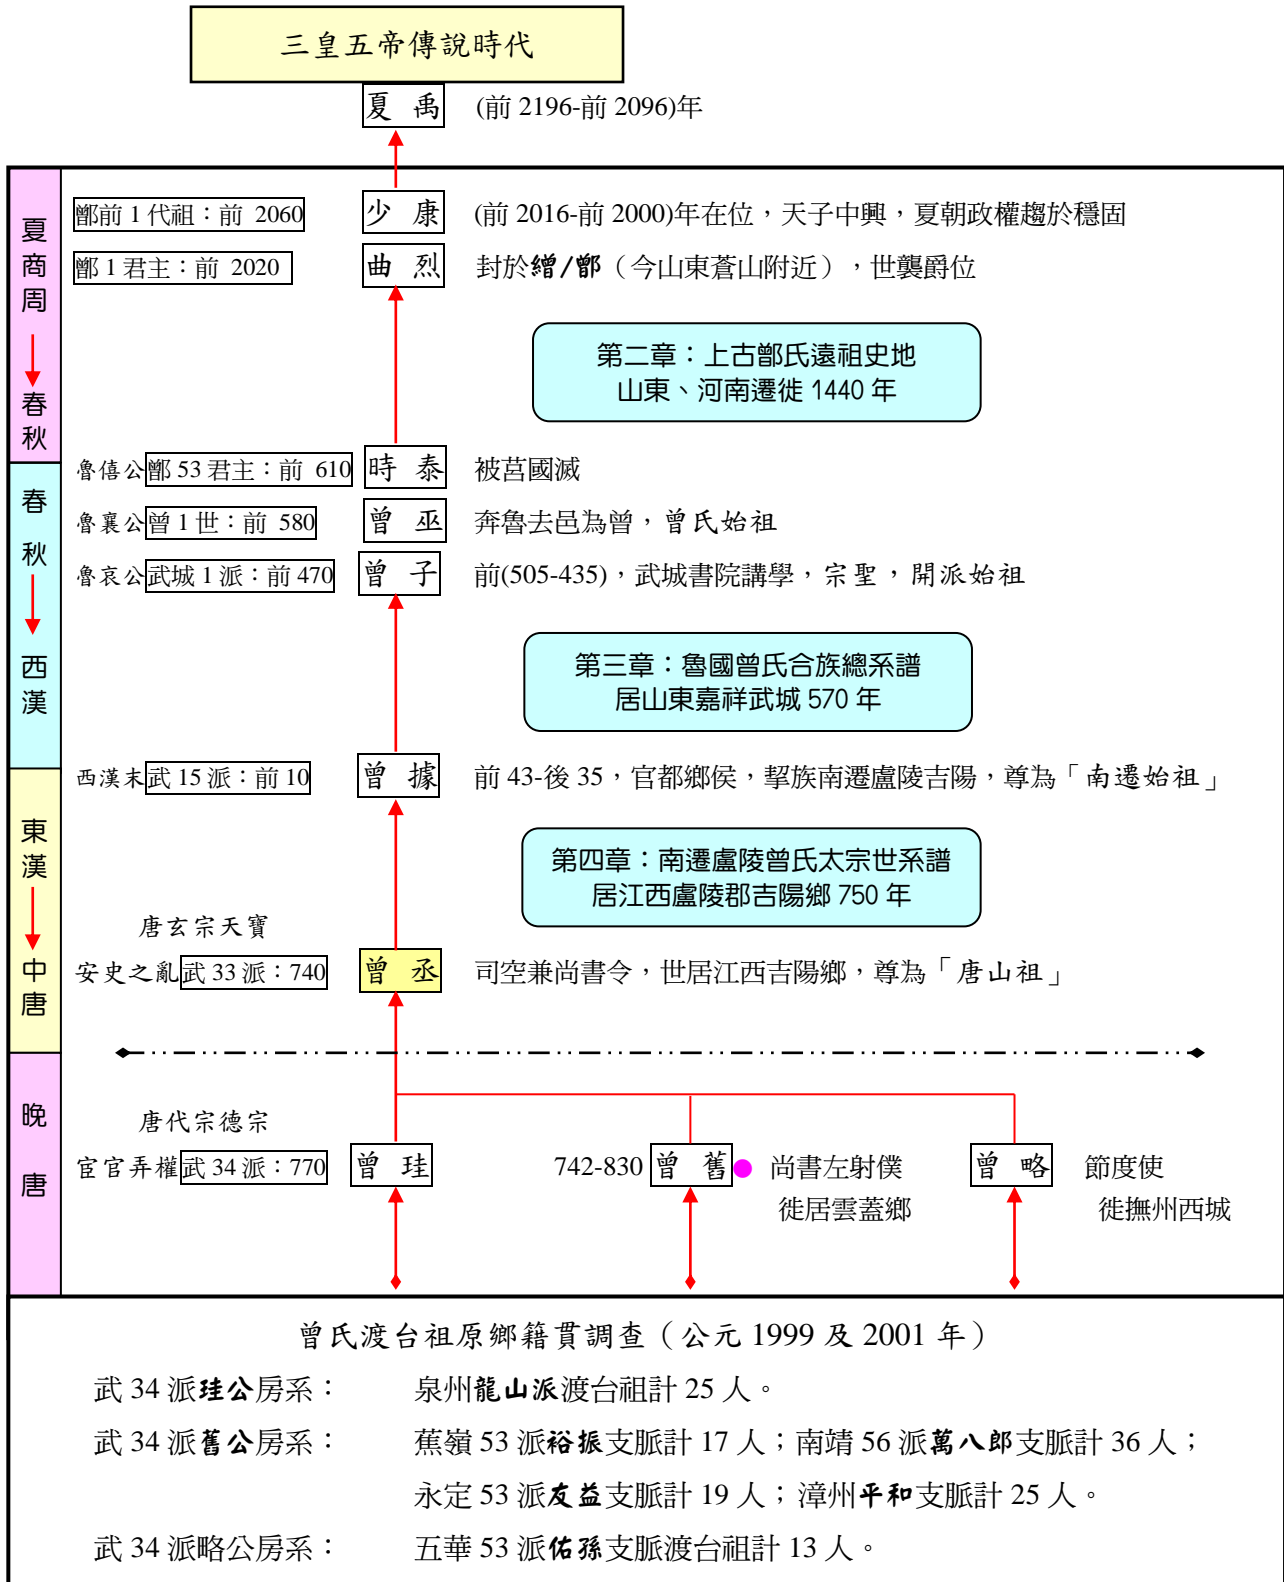 三皇五帝傳說時代
夏 禹 (前 2196-前 2096)年
夏商周
春秋
鄫前 1 代祖：前 2060 少 康 (前 2016-前 2000)年在位，天子中興，夏朝政權趨於穩固
鄫 1 君主：前 2020 曲 烈 封於繒/鄫（今山東蒼山附近），世襲爵位
第二章：上古鄫氏遠祖史地
山東、河南遷徙 1440 年
魯僖公 鄫 53 君主：前 610 時 泰 被莒國滅
春秋
西漢
魯襄公 曾 1 世：前 580 曾 巫 奔魯去邑為曾，曾氏始祖
魯哀公 武城 1 派：前 470 曾 子 前(505-435)，武城書院講學，宗聖，開派始祖
第三章：魯國曾氏合族總系譜
居山東嘉祥武城 570 年
西漢末 武 15 派：前 10 曾 據 前 43-後 35，官都鄉侯，挈族南遷盧陵吉陽，尊為「南遷始祖」
東漢
中唐
第四章：南遷盧陵曾氏太宗世系譜
居江西盧陵郡吉陽鄉 750 年
唐玄宗天寶
安史之亂 武 33 派：740 曾 丞 司空兼尚書令，世居江西吉陽鄉，尊為「唐山祖」
晚唐
唐代宗德宗
宦官弄權 武 34 派：770 曾 珪 742-830 曾 舊 尚書左射僕 曾 略 節度使
徙居雲蓋鄉 徙撫州西城
曾氏渡台祖原鄉籍貫調查（公元 1999 及 2001 年）
武 34 派珪公房系： 泉州龍山派渡台祖計 25 人。
武 34 派舊公房系： 蕉嶺 53 派裕振支脈計 17 人；南靖 56 派萬八郎支脈計 36 人；
永定 53 派友益支脈計 19 人；漳州平和支脈計 25 人。
武 34 派略公房系： 五華 53 派佑孫支脈渡台祖計 13 人。